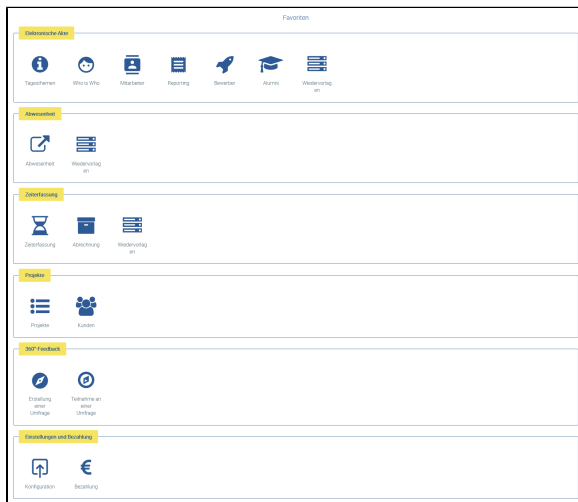 Favoriten
Elektronische Akte
Tagesthemen Who is Who Mitarbeiter Reporting Bewerber Alumni Wiedervorlag
en
Abwesenheit
Abwesenheit Wiedervorlag
en
Zeiterfassung
Zeiterfassung Abrechnung Wiedervorlag
en
Projekte
Projekte Kunden
360°-Feedback
Erstellung Teilnahme an
einer einer
Umfrage Umfrage
Einstellungen und Bezahlung
Konfiguration Bezahlung